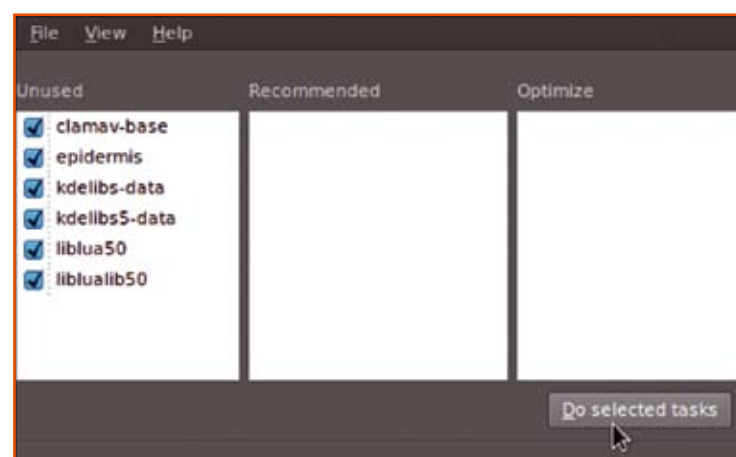 File View Help
Unused Recommended Optimize
clamav-base
epidermis
kdelibs-data
kdelibs5-data
liblua50
liblualib50
Do selected tasks